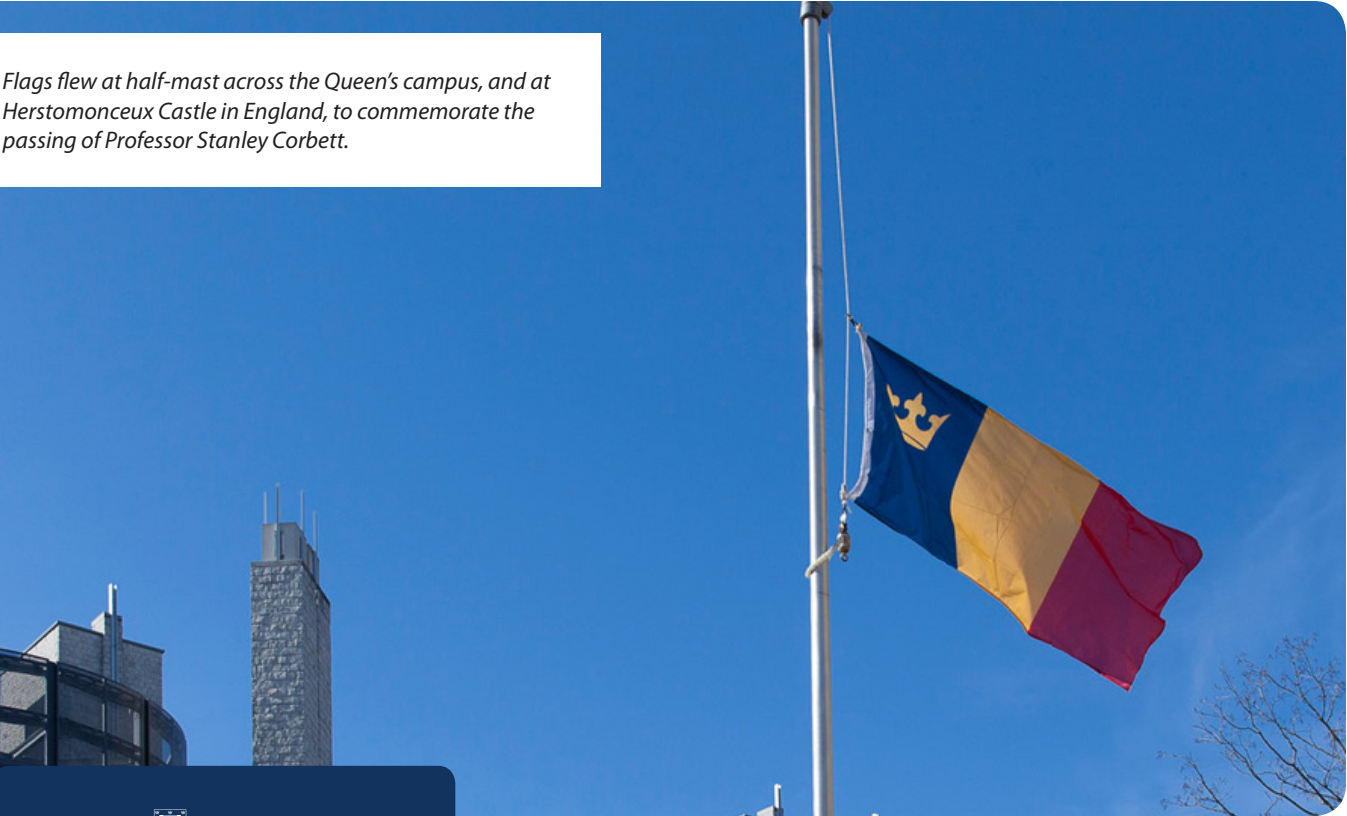 Flags flew at half-mast across the Queen's campus, and at
Herstomonceux Castle in England, to commemorate the
passing of Professor Stanley Corbett.